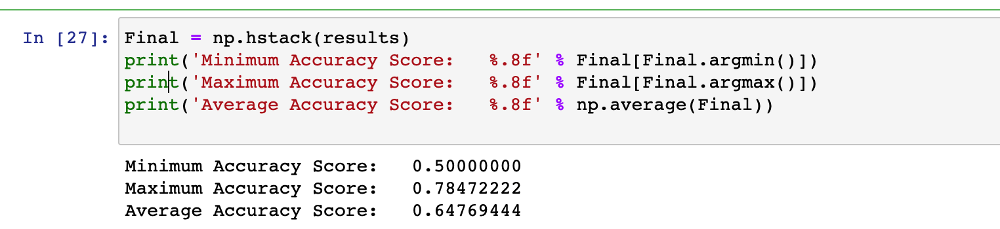 In [27]: Final = np.hstack(results)
print('Minimum Accuracy Score:   %.8f' % Final[Final.argmin()])
print('Maximum Accuracy Score:   %.8f' % Final[Final.argmax()])
print('Average Accuracy Score:   %.8f' % np.average(Final))
Minimum Accuracy Score:   0.50000000
Maximum Accuracy Score:   0.78472222
Average Accuracy Score:   0.64769444